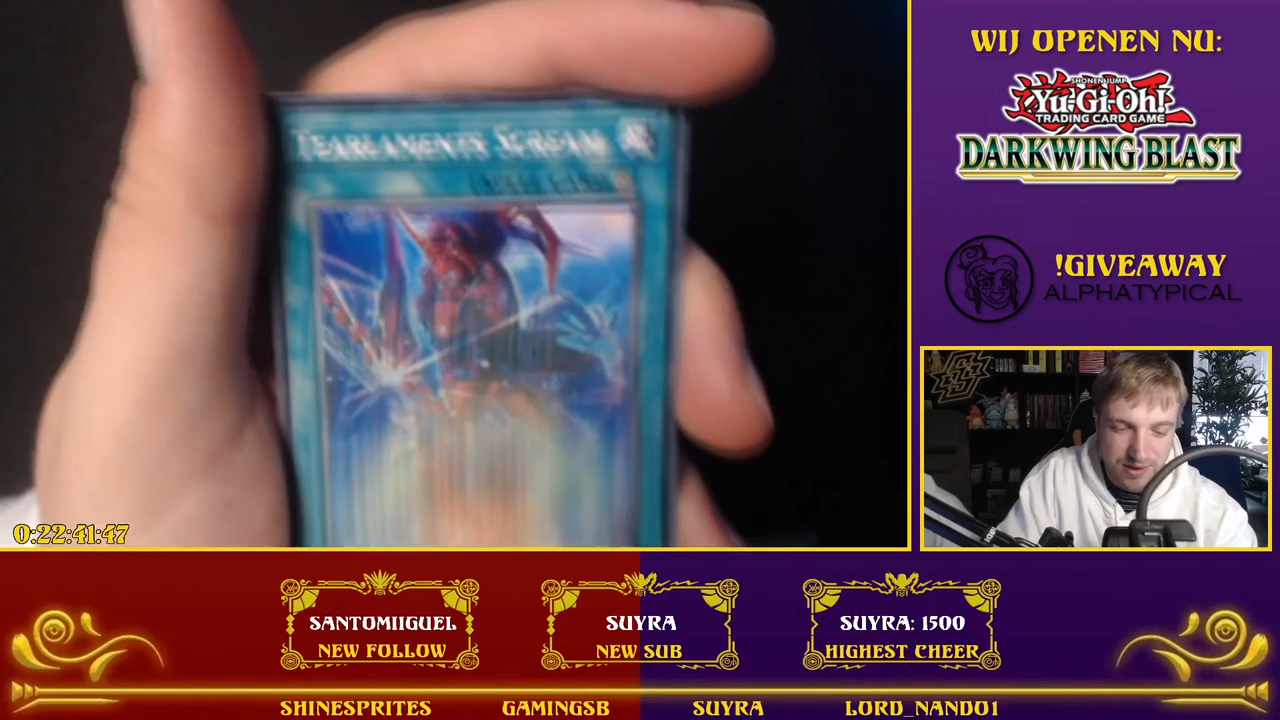 TEARLAMENTS SCREAM
WIJ OPENEN NU:
SHONEN JUMP
Yu-Gi-Oh!
TRADING CARD GAME
DARKWING BLAST
!GIVEAWAY
ALPHATYPICAL
0:22:41:47
SANTOMIIGUEL
NEW FOLLOW
SUYRA
NEW SUB
SUYRA: 1500
HIGHEST CHEER
SHINESPRITES
GAMINGSB
SUYRA
LORD_NANDO1